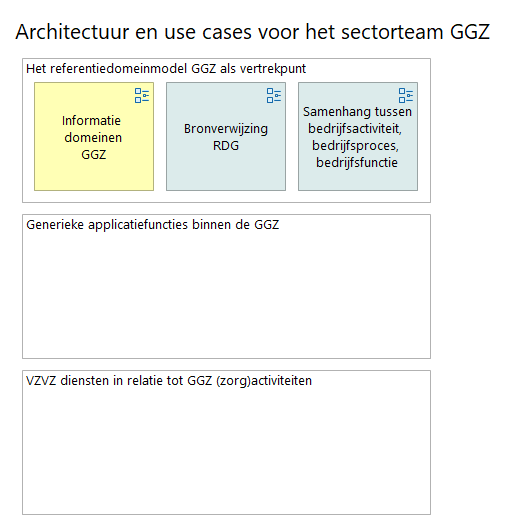 Architectuur en use cases voor het sectorteam GGZ
Het referentiedomeinmodel GGZ als vertrekpunt
Informatie
domeinen
GGZ
Bronverwijzing
RDG
Samenhang tussen
bedrijfsactiviteit,
bedrijfsproces,
bedrijfsfunctie
Generieke applicatiefuncties binnen de GGZ
VZVZ diensten in relatie tot GGZ (zorg)activiteiten